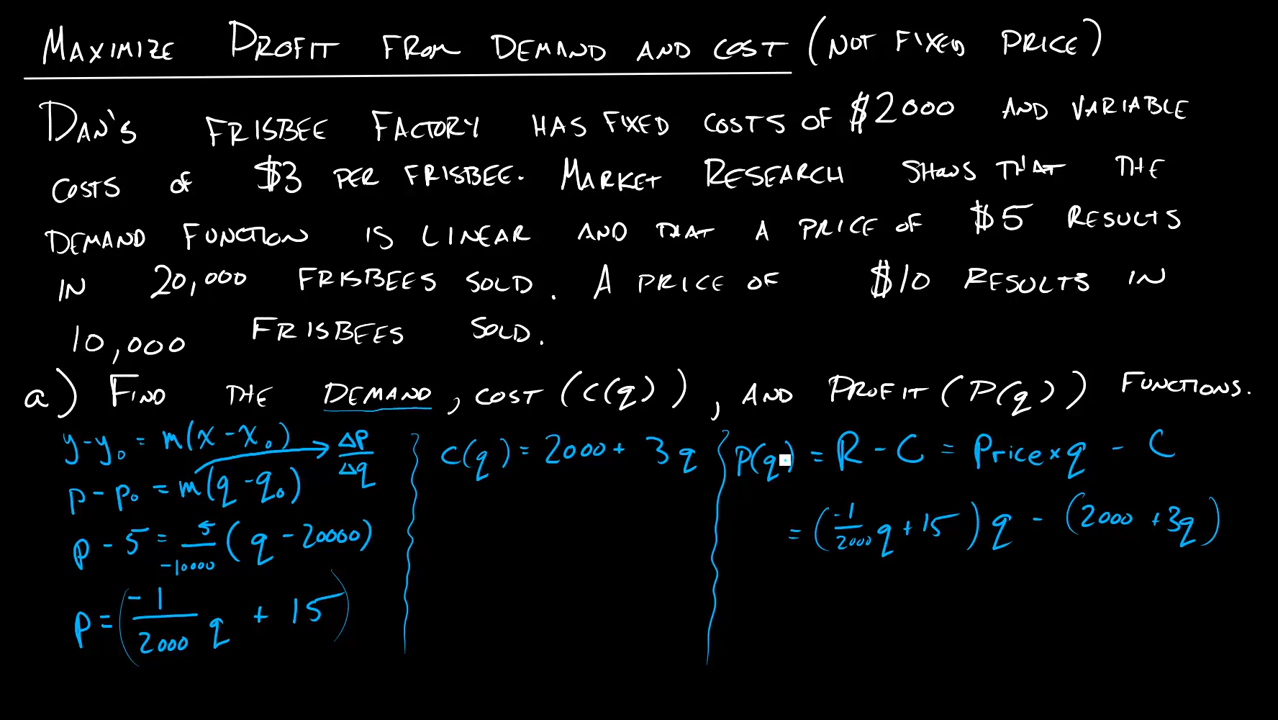 MAXIMIZE PROFIT FROM DEMAND AND COST (NOT FIXED PRICE)
DAN'S FRISBEE FACTORY HAS FIXED COSTS OF $2000 AND VARIABLE
COSTS OF $3 PER FRISBEE. MARKET RESEARCH SHOWS THAT THE
DEMAND FUNCTION IS LINEAR AND THAT A PRICE OF $5 RESULTS
IN 20,000 FRISBEES SOLD. A PRICE OF $10 RESULTS IN
10,000 FRISBEES SOLD.
a) FIND THE DEMAND, COST (C(q)), AND PROFIT (P(q)) FUNCTIONS.
y-y₀ = m(x-x₀) → ΔP/Δq
p-p₀ = m(q-q₀)
p-5 = 5/-10000 (q-20000)
p = (-1/2000 q + 15)
C(q) = 2000 + 3q
P(q) = R - C = Price × q - C
= (-1/2000 q + 15) q - (2000 + 3q)